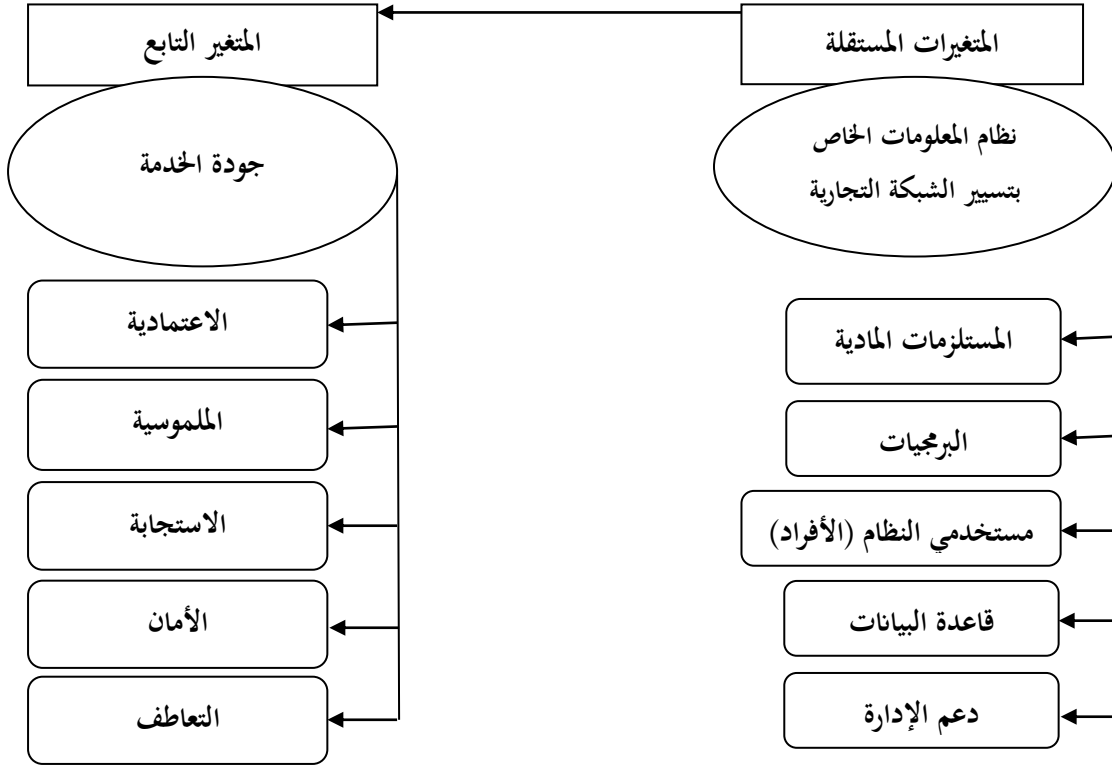 المتغيرات المستقلة
نظام المعلومات الخاص
بتسيير الشبكة التجارية
المستلزمات المادية
البرمجيات
مستخدمي النظام (الأفراد)
قاعدة البيانات
دعم الإدارة
المتغير التابع
جودة الخدمة
الاعتمادية
الملموسية
الاستجابة
الأمان
التعاطف